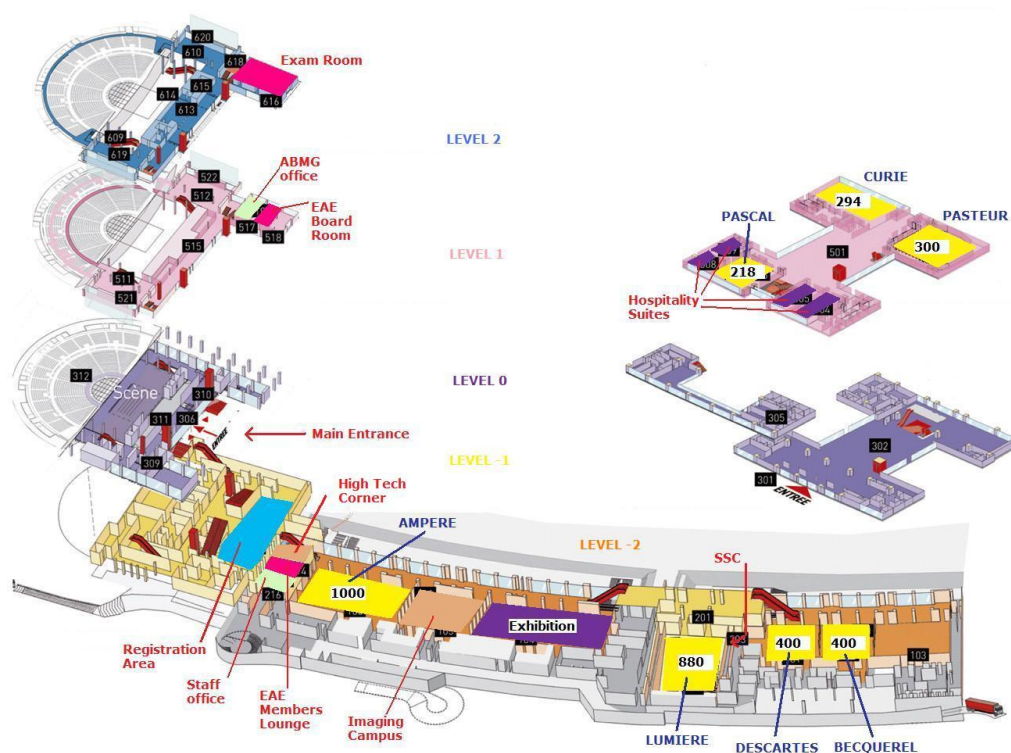 620
610
618
Exam Room
615
614
616
613
609
619
LEVEL 2
ABMG
office
522
512
EAE
Board
Room
517
518
515
511
521
LEVEL 1
CURIE
294
PASCAL
PASTEUR
300
501
218
Hospitality
Suites
312
Scène
310
311
306
ENTREE
Main Entrance
309
LEVEL 0
305
302
301
ENTREE
LEVEL -1
High Tech
Corner
AMPERE
LEVEL -2
SSC
216
1000
Exhibition
201
880
400
400
103
Registration
Area
Staff
office
EAE
Members
Lounge
Imaging
Campus
LUMIERE
DESCARTES
BECQUEREL